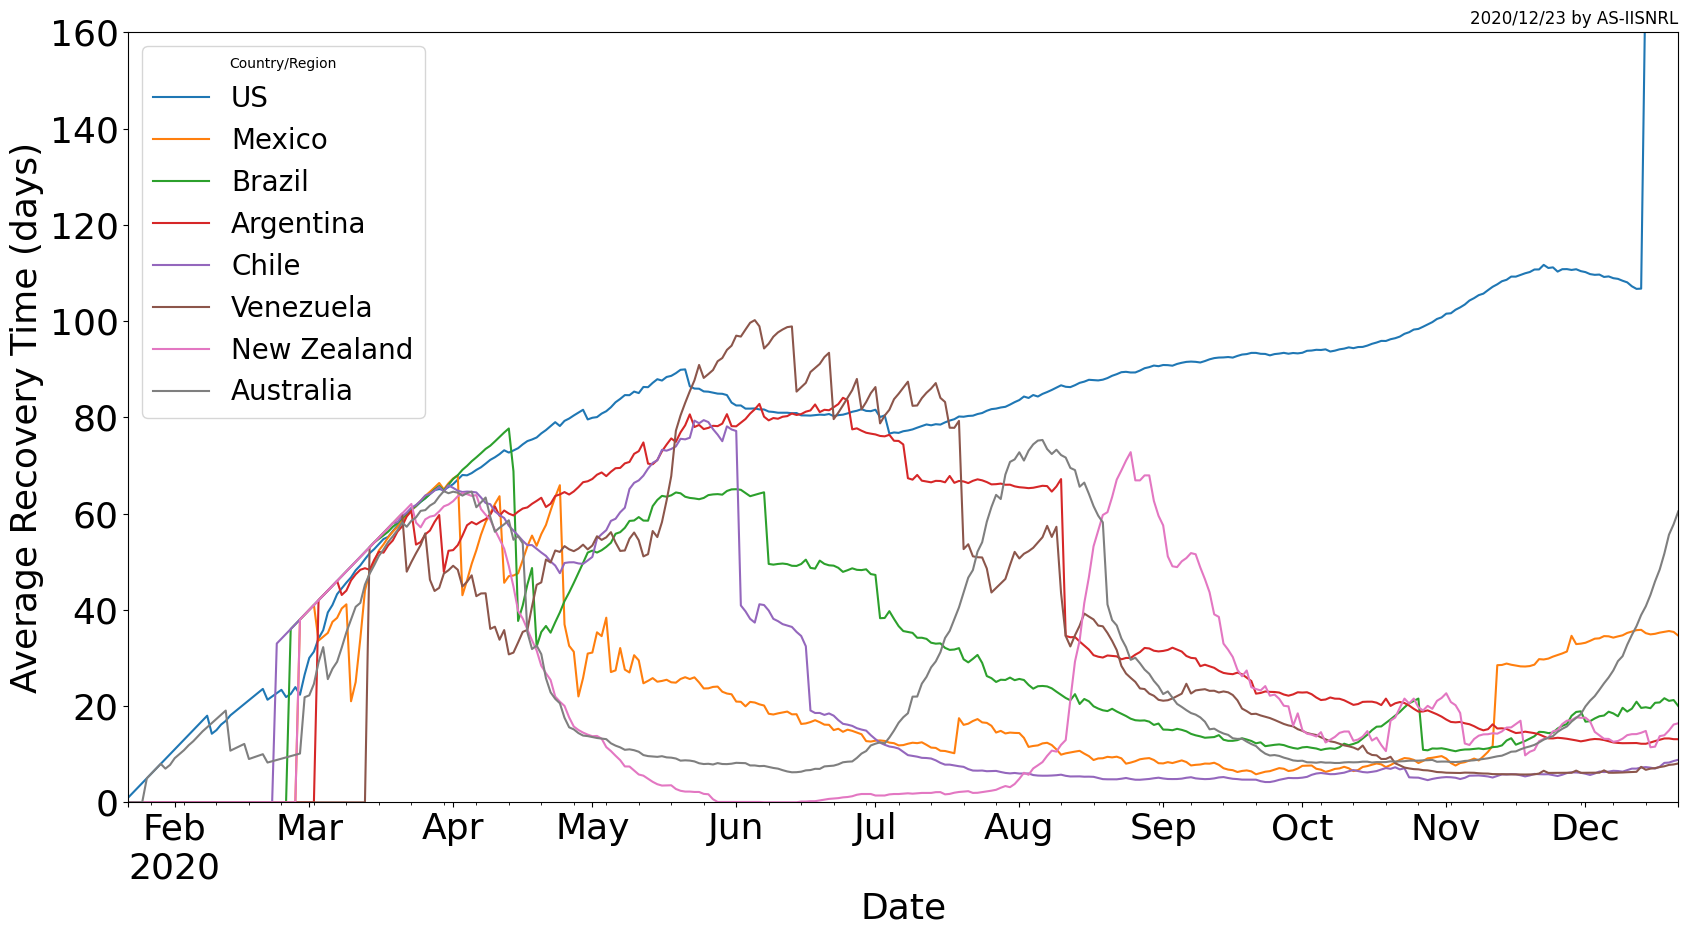 2020/12/23 by AS-IISNRL
Average Recovery Time (days)
160
140
120
100
80
60
40
20
0
Country/Region
US
Mexico
Brazil
Argentina
Chile
Venezuela
New Zealand
Australia
Feb Mar Apr May Jun Jul Aug Sep Oct Nov Dec
2020
Date